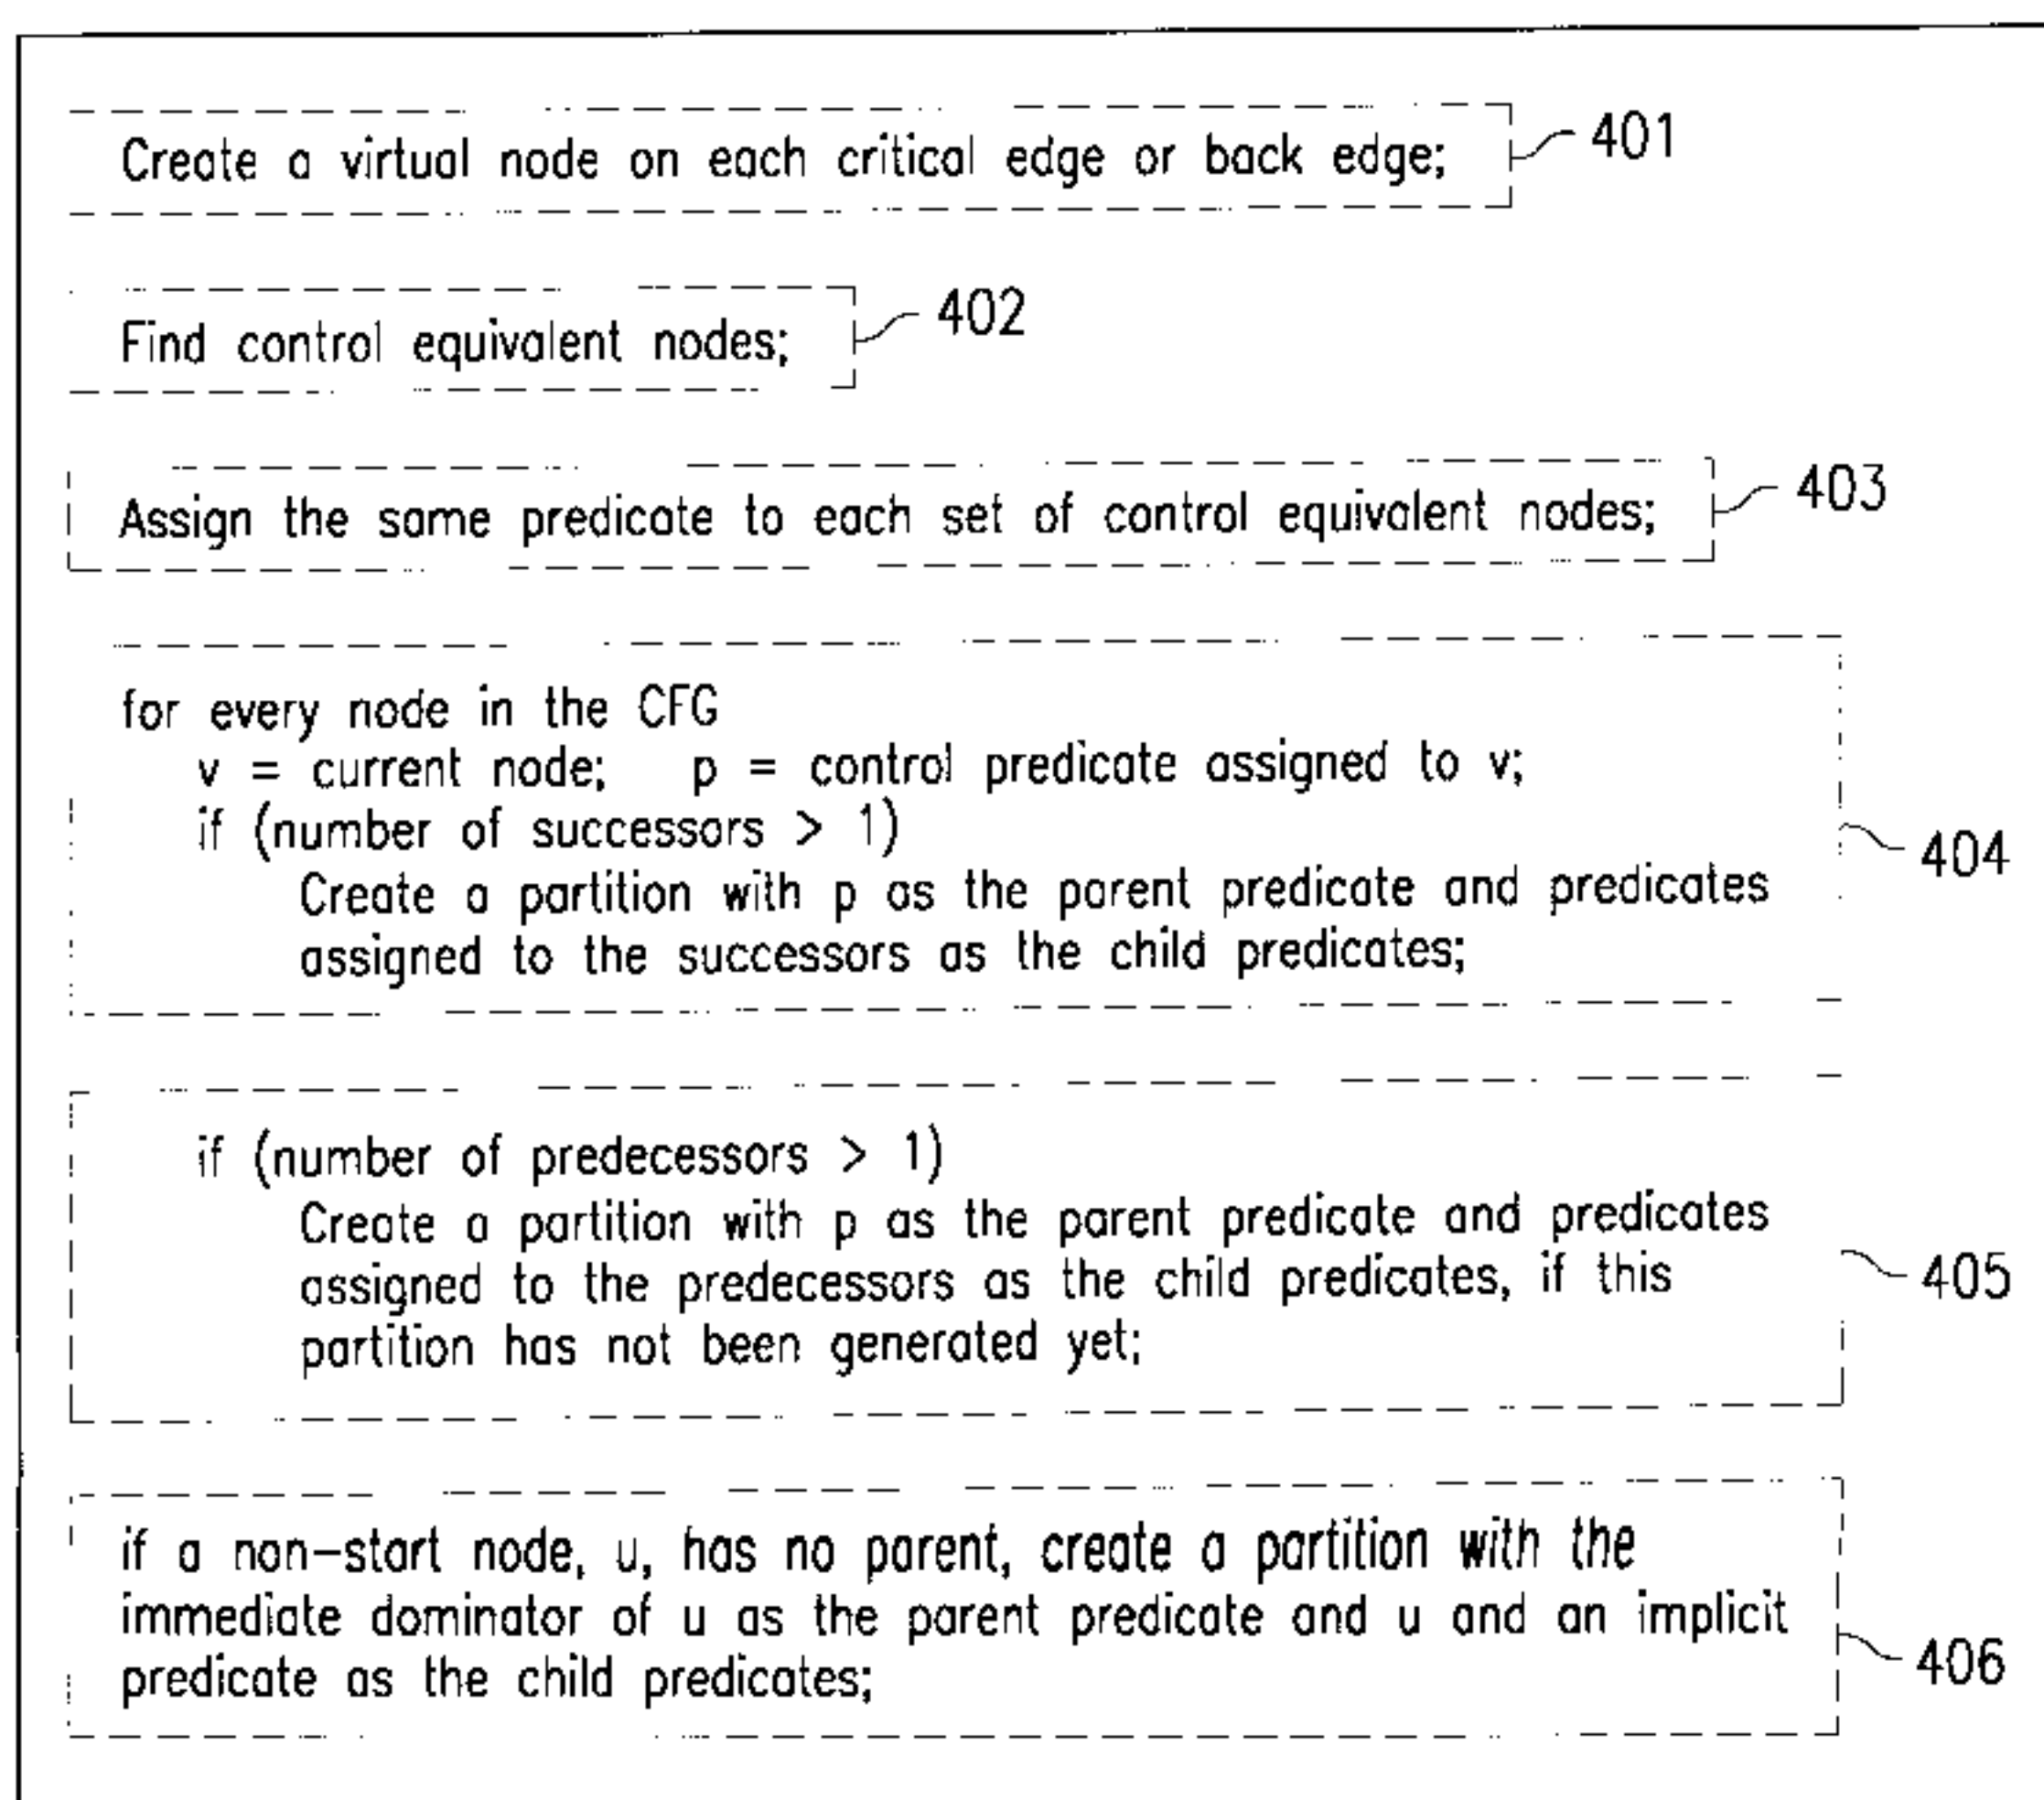 Create a virtual node on each critical edge or back edge; 401
Find control equivalent nodes; 402
Assign the same predicate to each set of control equivalent nodes; 403
for every node in the CFG
v = current node; p = control predicate assigned to v;
if (number of successors > 1)
404
Create a partition with p as the parent predicate and predicates
assigned to the successors as the child predicates;
if (number of predecessors > 1)
Create a partition with p as the parent predicate and predicates
assigned to the predecessors as the child predicates, if this
405
partition has not been generated yet;
if a non-start node, u, has no parent, create a partition with the
immediate dominator of u as the parent predicate and u and an implicit
predicate as the child predicates;
406